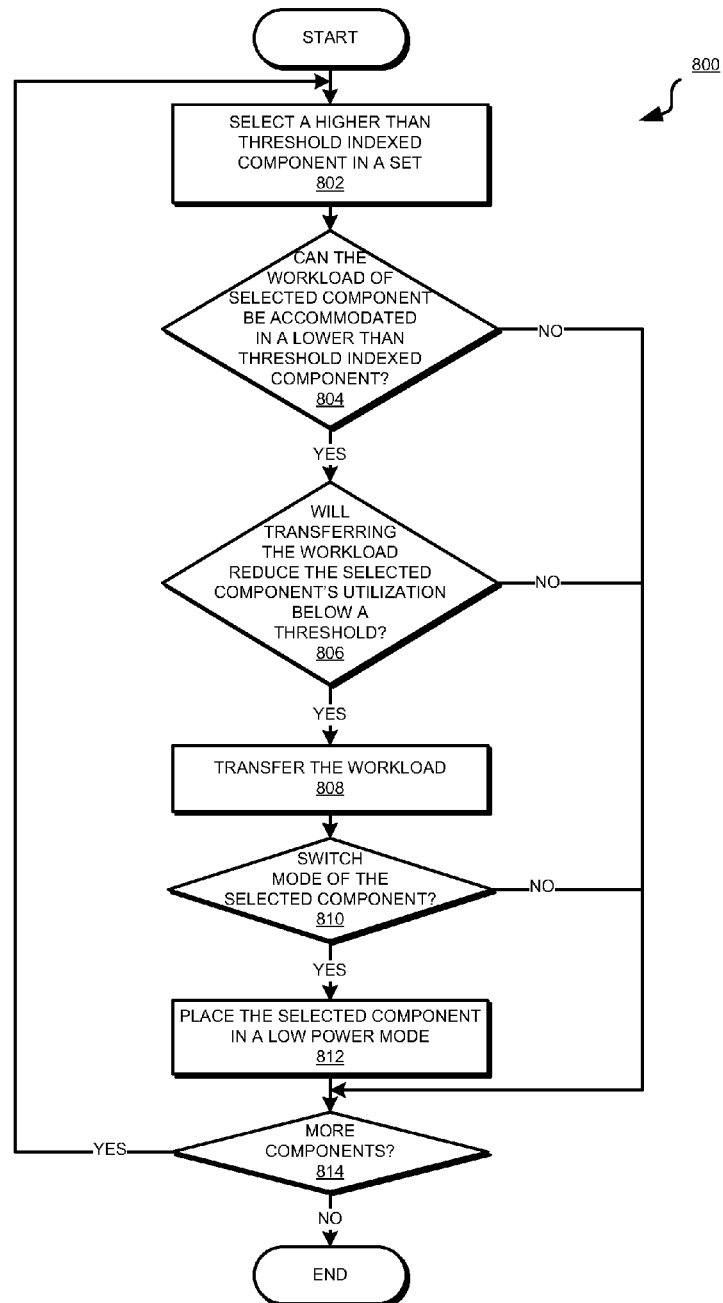 START
800
SELECT A HIGHER THAN
THRESHOLD INDEXED
COMPONENT IN A SET
802
CAN THE
WORKLOAD OF
SELECTED COMPONENT
BE ACCOMMODATED
IN A LOWER THAN
THRESHOLD INDEXED
COMPONENT?
804
NO
YES
WILL
TRANSFERRING
THE WORKLOAD
REDUCE THE SELECTED
COMPONENT'S UTILIZATION
BELOW A
THRESHOLD?
806
NO
YES
TRANSFER THE WORKLOAD
808
SWITCH
MODE OF THE
SELECTED COMPONENT?
810
NO
YES
PLACE THE SELECTED COMPONENT
IN A LOW POWER MODE
812
MORE
COMPONENTS?
814
YES
NO
END